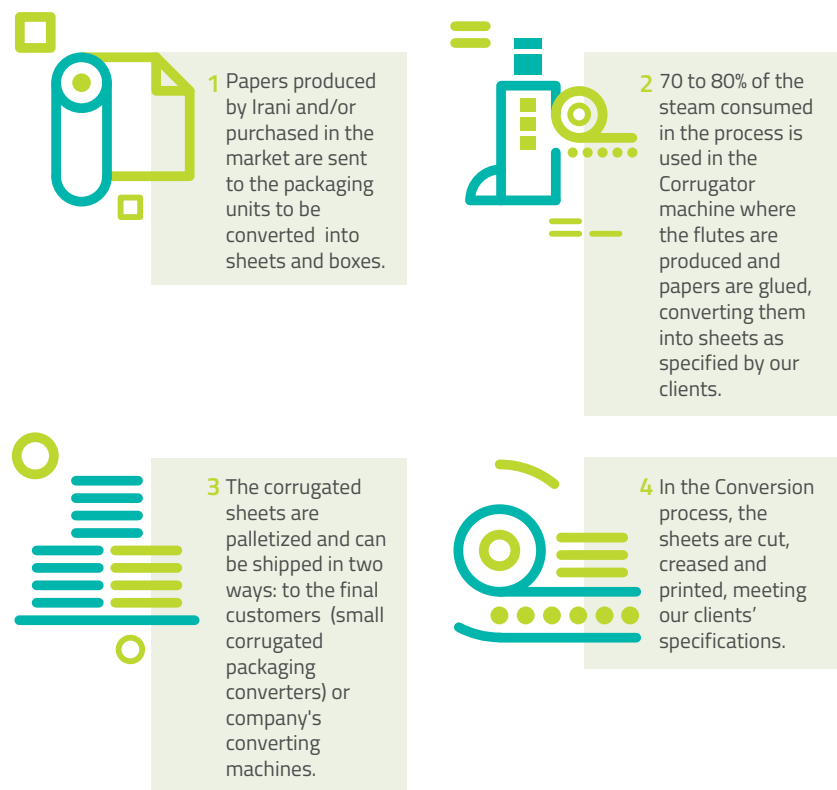 1 Papers produced
by Irani and/or
purchased in the
market are sent
to the packaging
units to be
converted into
sheets and boxes.
2 70 to 80% of the
steam consumed
in the process is
used in the
Corrugator
machine where
the flutes are
produced and
papers are glued,
converting them
into sheets as
specified by our
clients.
3 The corrugated
sheets are
palletized and can
be shipped in two
ways: to the final
customers (small
corrugated
packaging
converters) or
company's
converting
machines.
4 In the Conversion
process, the
sheets are cut,
creased and
printed, meeting
our clients’
specifications.